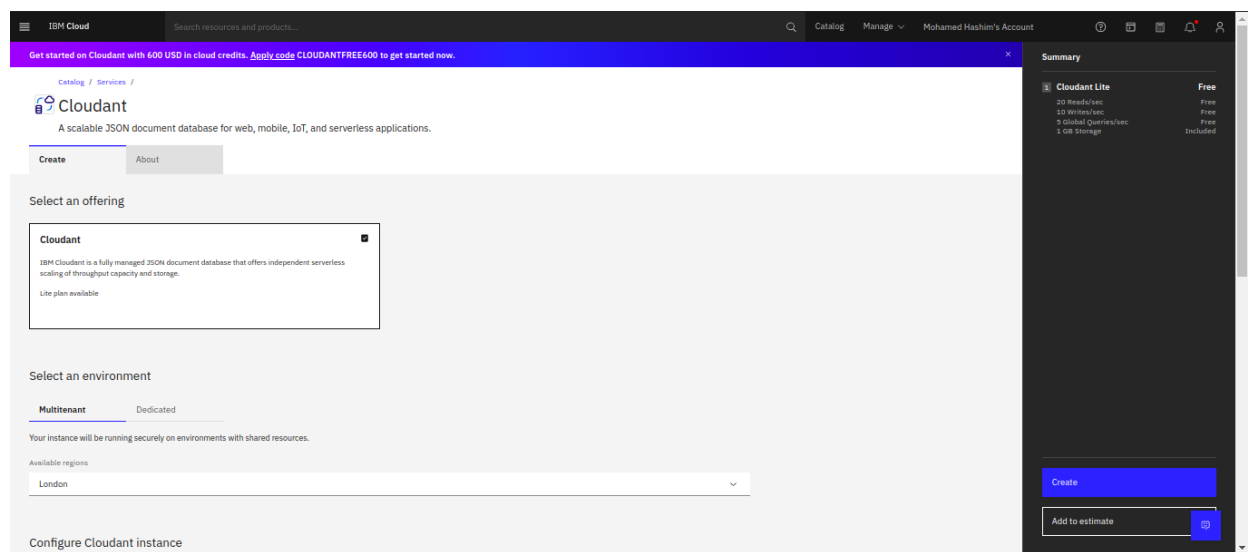 IBM Cloud
Search resources and products...
Catalog
Manage
Mohamed Hashim's Account
Get started on Cloudant with 600 USD in cloud credits. Apply code CLOUDANTFREE600 to get started now.
Catalog / Services /
Cloudant
A scalable JSON document database for web, mobile, IoT, and serverless applications.
Create
About
Select an offering
Cloudant
IBM Cloudant is a fully managed JSON document database that offers independent serverless
scaling of throughput capacity and storage.
Lite plan available
Select an environment
Multitenant
Dedicated
Your instance will be running securely on environments with shared resources.
Available regions
London
Configure Cloudant instance
Summary
1 Cloudant Lite Free
20 Reads/sec Free
10 Writes/sec Free
5 Global Queries/sec Free
1 GB Storage Included
Create
Add to estimate